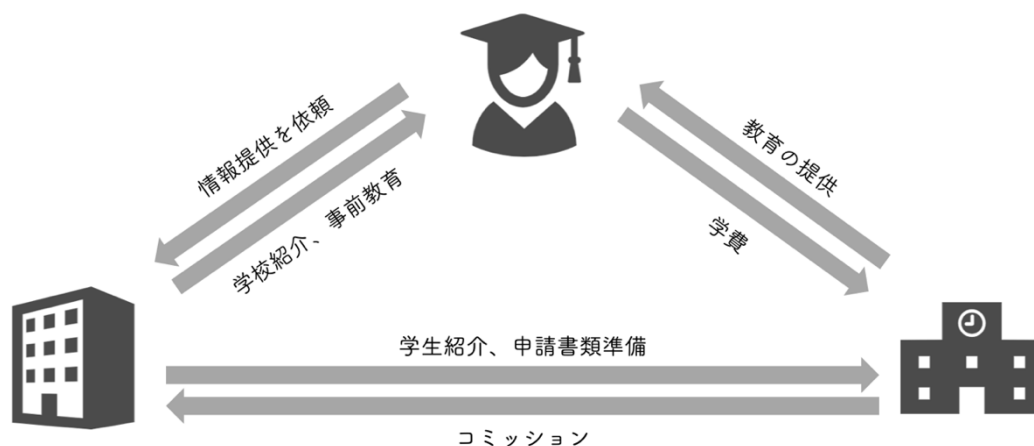 情報提供を依頼
学校紹介、事前教育
教育の提供
学費
学生紹介、申請書類準備
コミッション